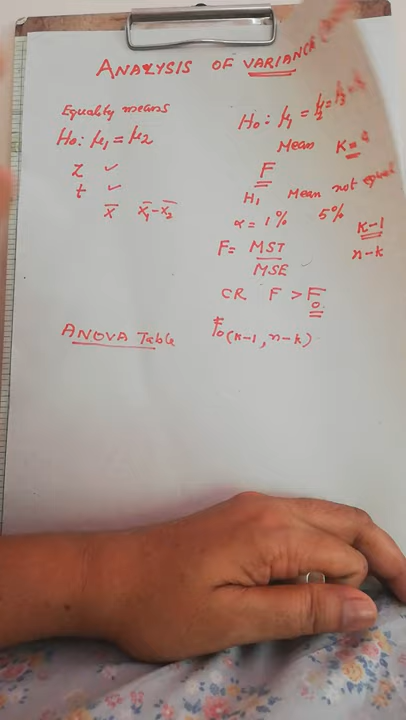 ANALYSIS OF VARIANCE
Equality means
H₀: μ₁ = μ₂
Z ✓
t ✓
x̄ x̄₁-x̄₂
H₀: μ₁ = μ₂ = μ₃ =
Mean K = 4
F
H₁ Mean not equal
α = 1% 5%
k-1
n-k
F = MST
MSE
CR F > F₀
ANOVA Table
F₀(k-1, n-k)